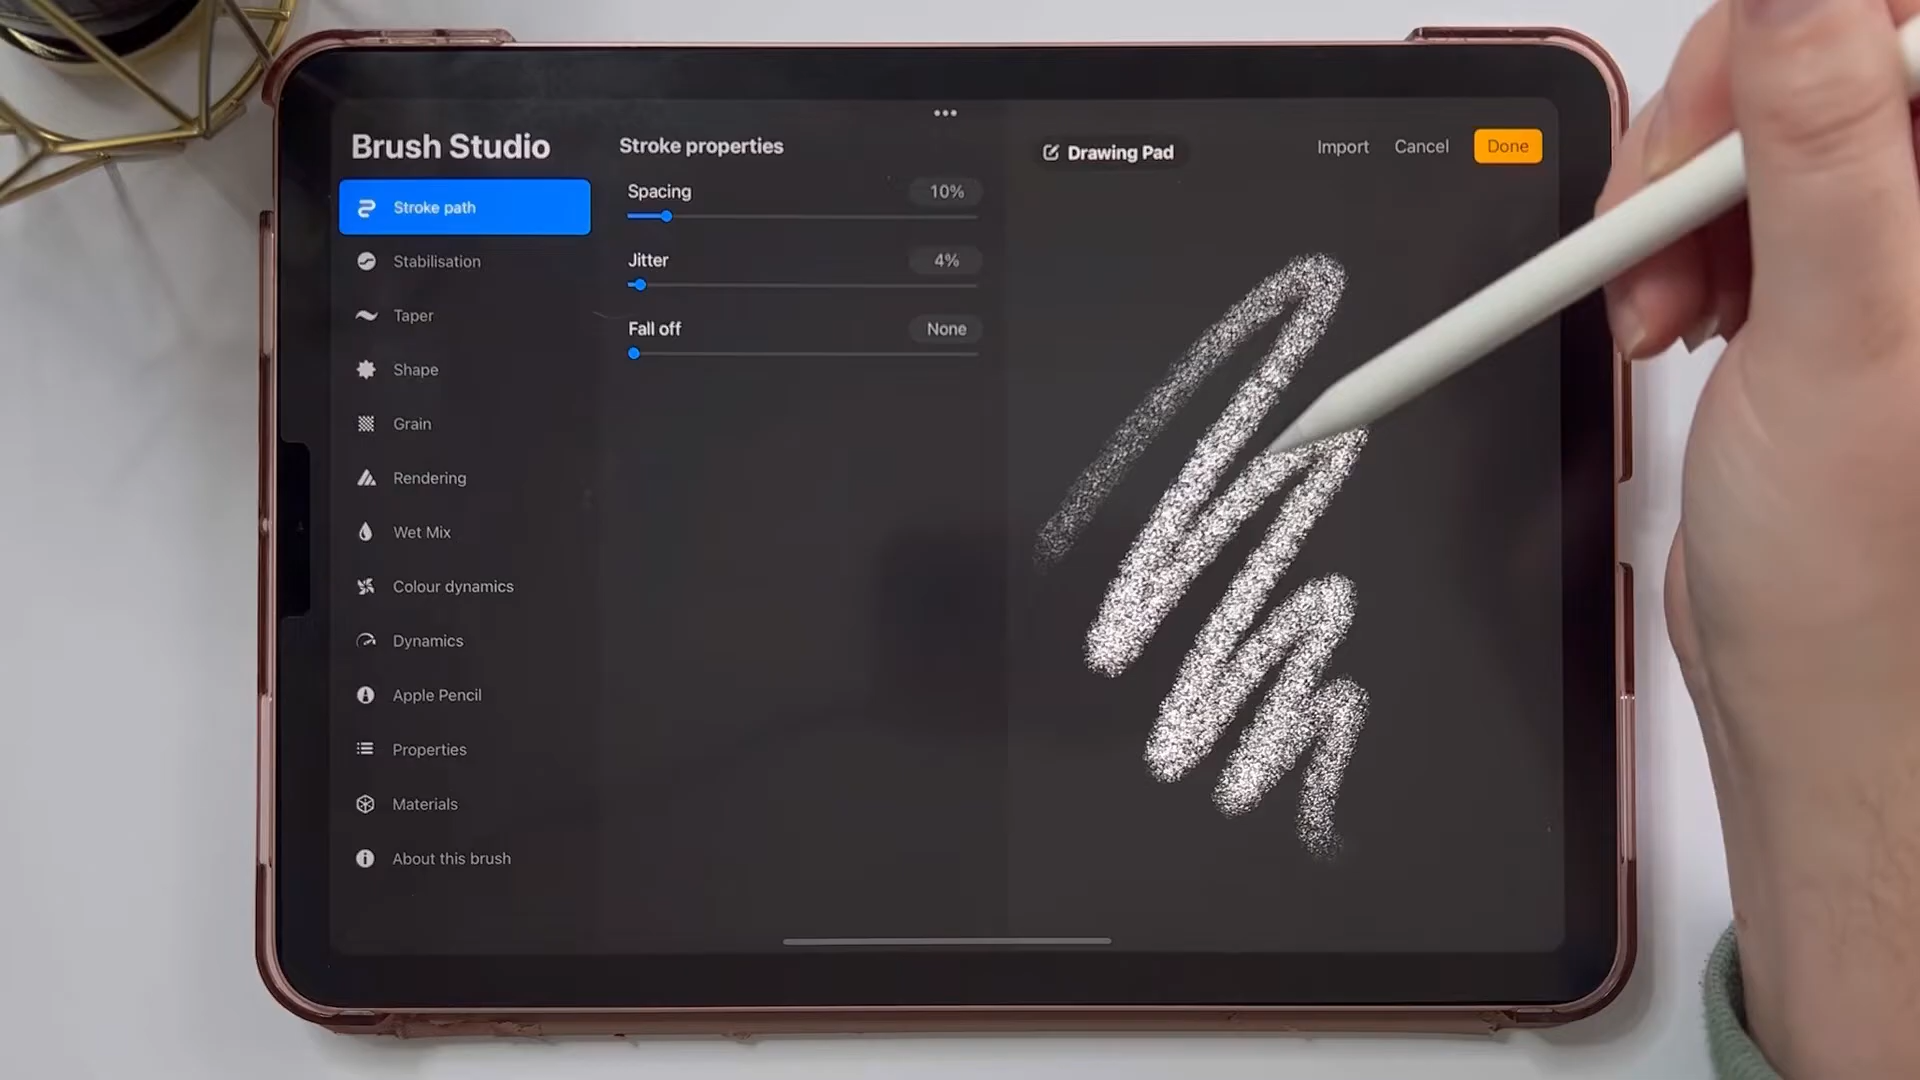 Brush Studio
Stroke path
Stabilisation
Taper
Shape
Grain
Rendering
Wet Mix
Colour dynamics
Dynamics
Apple Pencil
Properties
Materials
About this brush
Stroke properties
Spacing 10%
Jitter 4%
Fall off None
Drawing Pad
Import Cancel Done